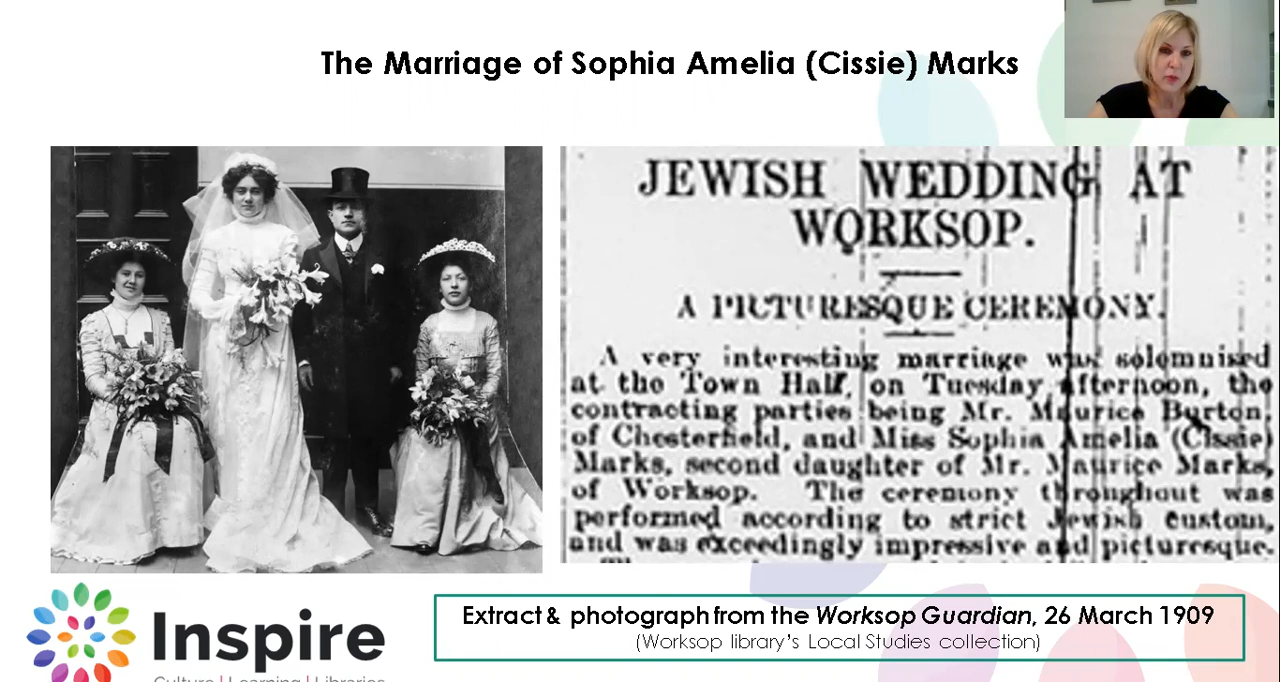 The Marriage of Sophia Amelia (Cissie) Marks
JEWISH WEDDING AT
WORKSOP.
A PICTURESQUE CEREMONY.
A very interesting marriage was solemnised
at the Town Hall, on Tuesday afternoon, the
contracting parties being Mr. Maurice Burton,
of Chesterfield, and Miss Sophia Amelia (Cissie)
Marks, second daughter of Mr. Maurice Marks,
of Worksop. The ceremony throughout was
performed according to strict Jewish custom,
and was exceedingly impressive and picturesque.
Inspire
Culture | Learning | Libraries
Extract & photograph from the Worksop Guardian, 26 March 1909
(Worksop library's Local Studies collection)